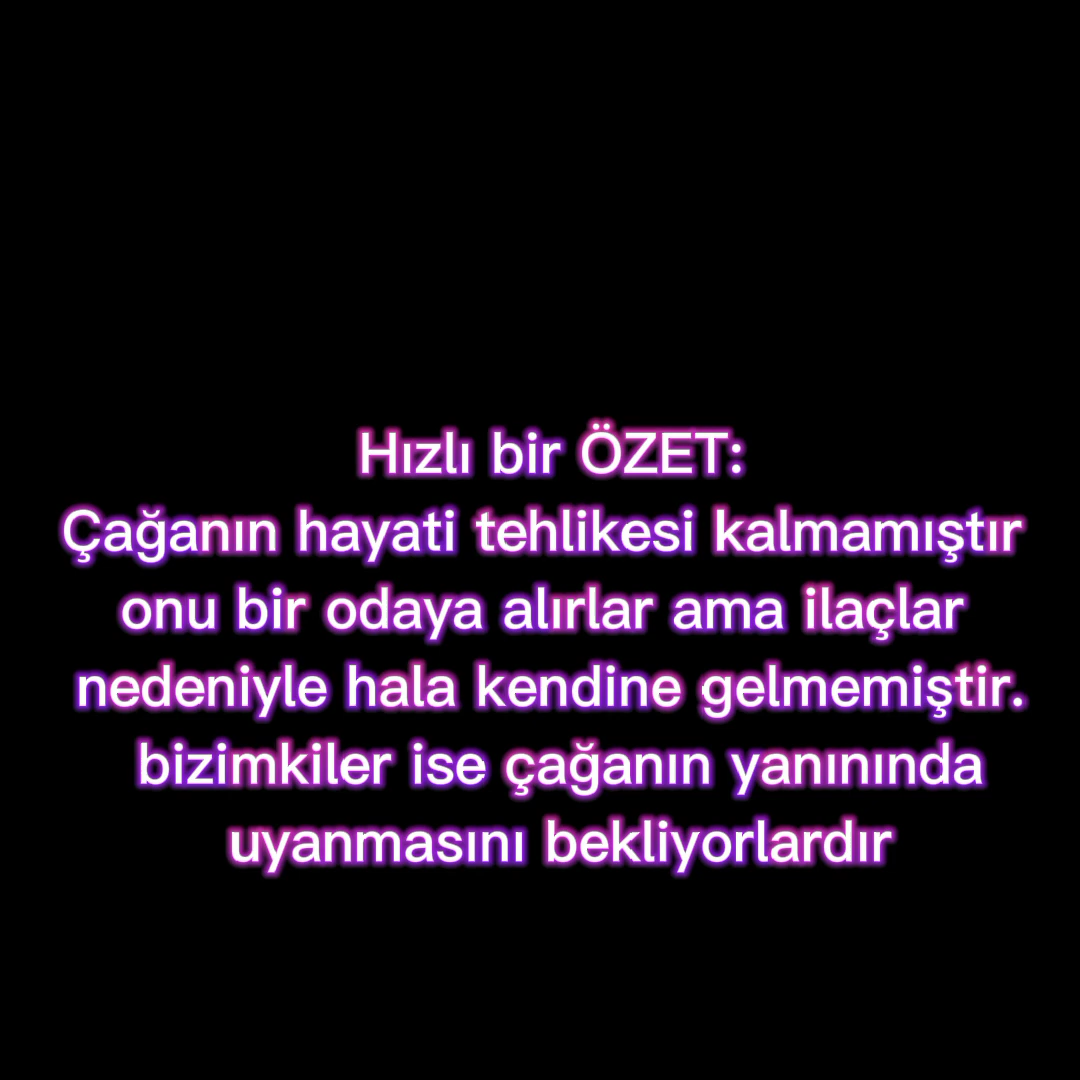 Hızlı bir ÖZET:
Çağanın hayati tehlikesi kalmamıştır
onu bir odaya alırlar ama ilaçlar
nedeniyle hala kendine gelmemiştir.
bizimkiler ise çağanın yanınında
uyanmasını bekliyorlardır